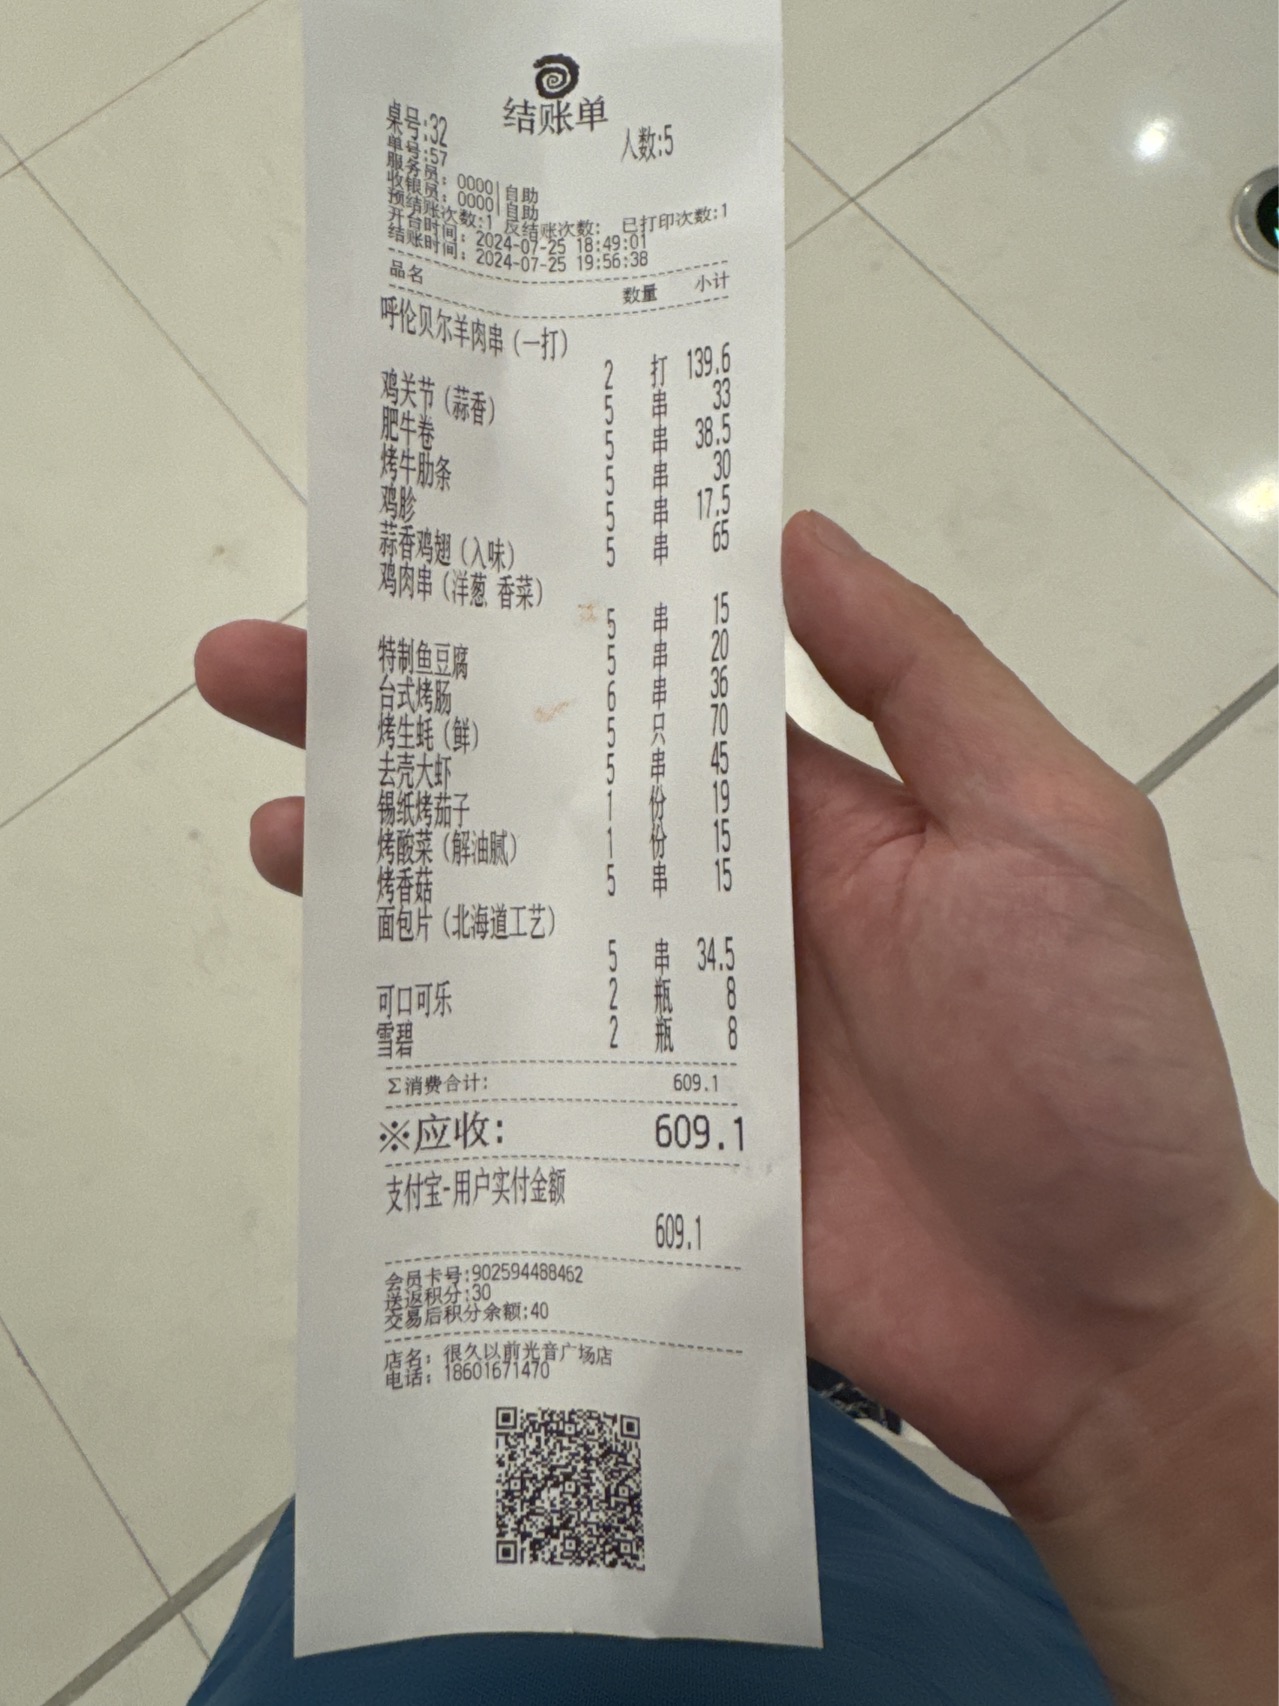 结账单
桌号:32 人数:5
单号:57
服务员: 0000|自助
收银员: 0000|自助
预结账次数:1 反结账次数: 已打印次数:1
开台时间: 2024-07-25 18:49:01
结账时间: 2024-07-25 19:56:38
品名 数量 小计
呼伦贝尔羊肉串(一打)
2 打 139.6
鸡关节(蒜香) 5 串 33
肥牛卷 5 串 38.5
烤牛肋条 5 串 30
鸡胗 5 串 17.5
蒜香鸡翅(入味) 5 串 65
鸡肉串(洋葱、香菜)
5 串 15
特制鱼豆腐 5 串 20
台式烤肠 6 串 36
烤生蚝(鲜) 5 只 70
去壳大虾 5 串 45
锡纸烤茄子 1 份 19
烤酸菜(解油腻) 1 份 15
烤香菇 5 串 15
面包片(北海道工艺)
5 串 34.5
可口可乐 2 瓶 8
雪碧 2 瓶 8
Σ消费合计: 609.1
※应收: 609.1
支付宝-用户实付金额
609.1
会员卡号:902594488462
送返积分:30
交易后积分余额:40
店名: 很久以前光音广场店
电话: 18601671470